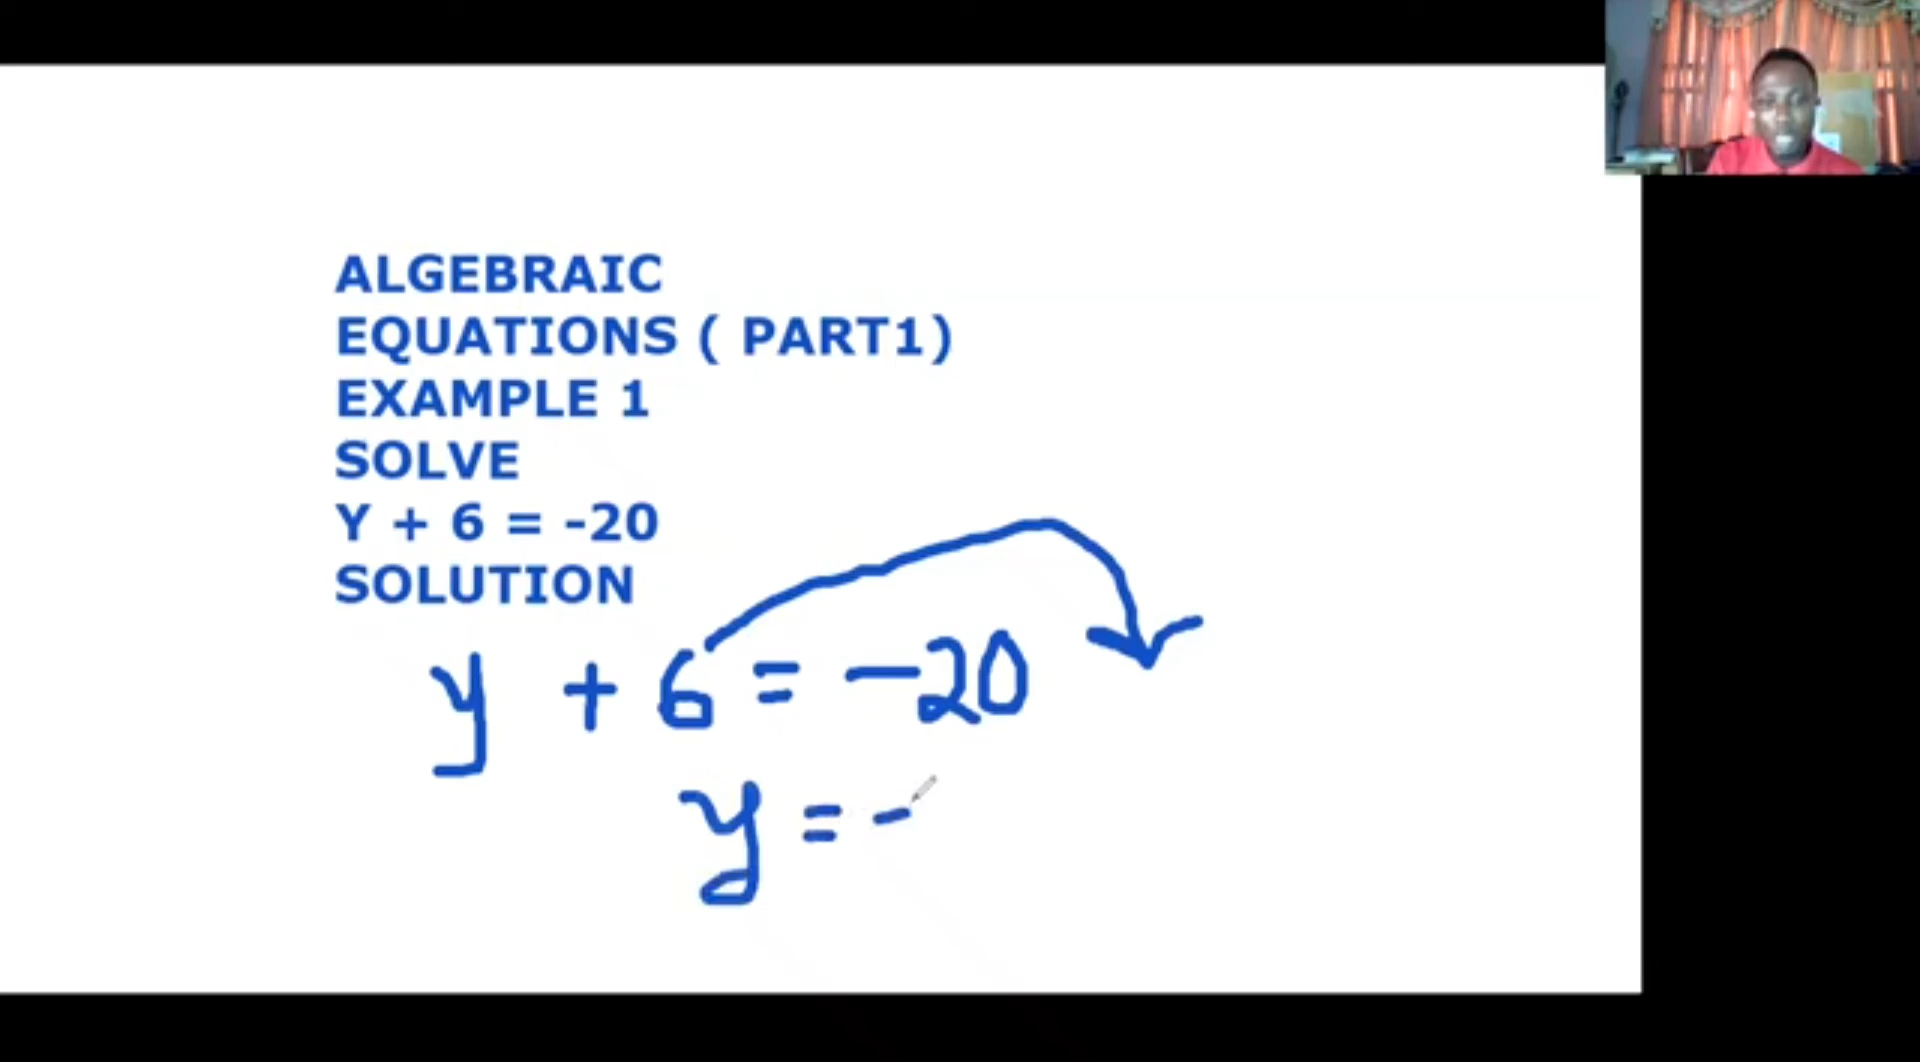 ALGEBRAIC
EQUATIONS ( PART1)
EXAMPLE 1
SOLVE
Y + 6 = -20
SOLUTION
y + 6 = -20
y = -